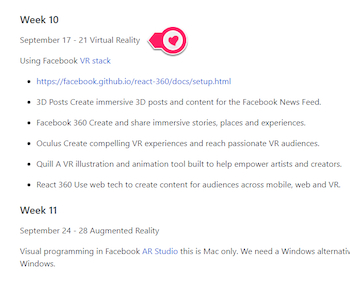 Week 10
September 17 - 21 Virtual Reality
Using Facebook VR stack
https://facebook.github.io/react-360/docs/setup.html
3D Posts Create immersive 3D posts and content for the Facebook News Feed.
Facebook 360 Create and share immersive stories, places and experiences.
Oculus Create compelling VR experiences and reach passionate VR audiences.
Quill A VR illustration and animation tool built to help empower artists and creators.
React 360 Use web tech to create content for audiences across mobile, web and VR.
Week 11
September 24 - 28 Augmented Reality
Visual programming in Facebook AR Studio this is Mac only. We need a Windows
Windows.